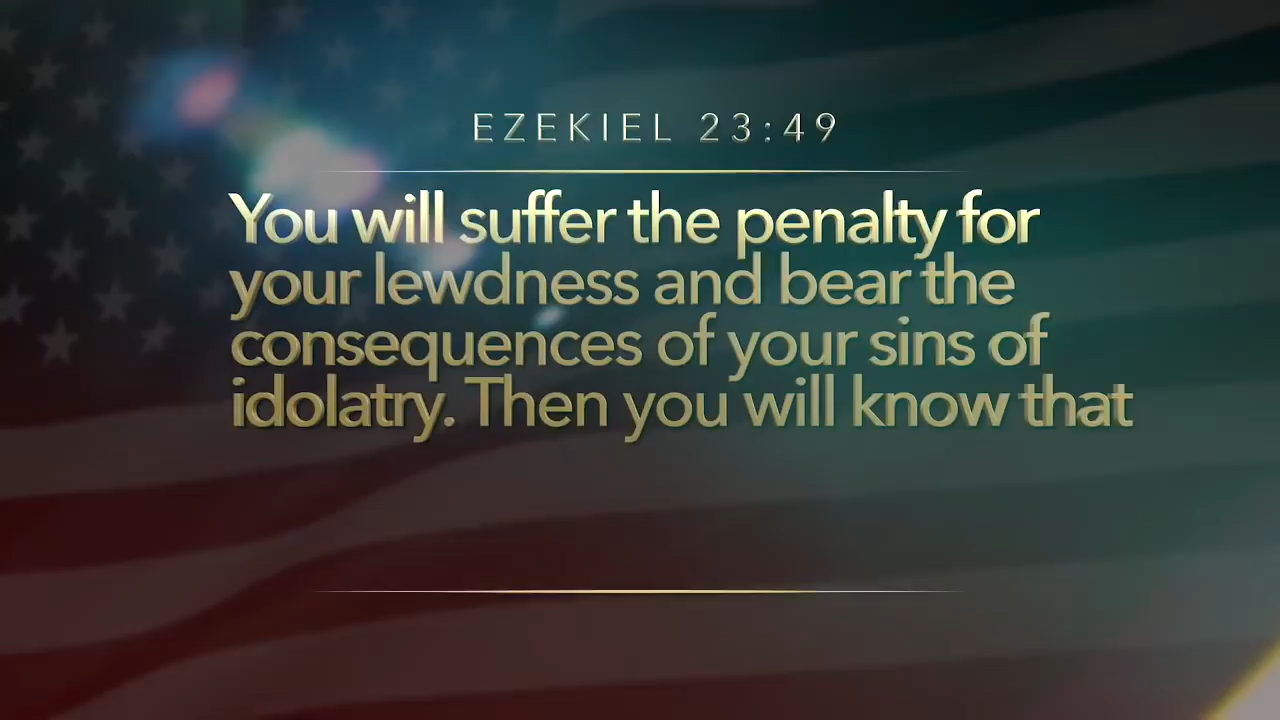 EZEKIEL 23:49
You will suffer the penalty for
your lewdness and bear the
consequences of your sins of
idolatry. Then you will know that